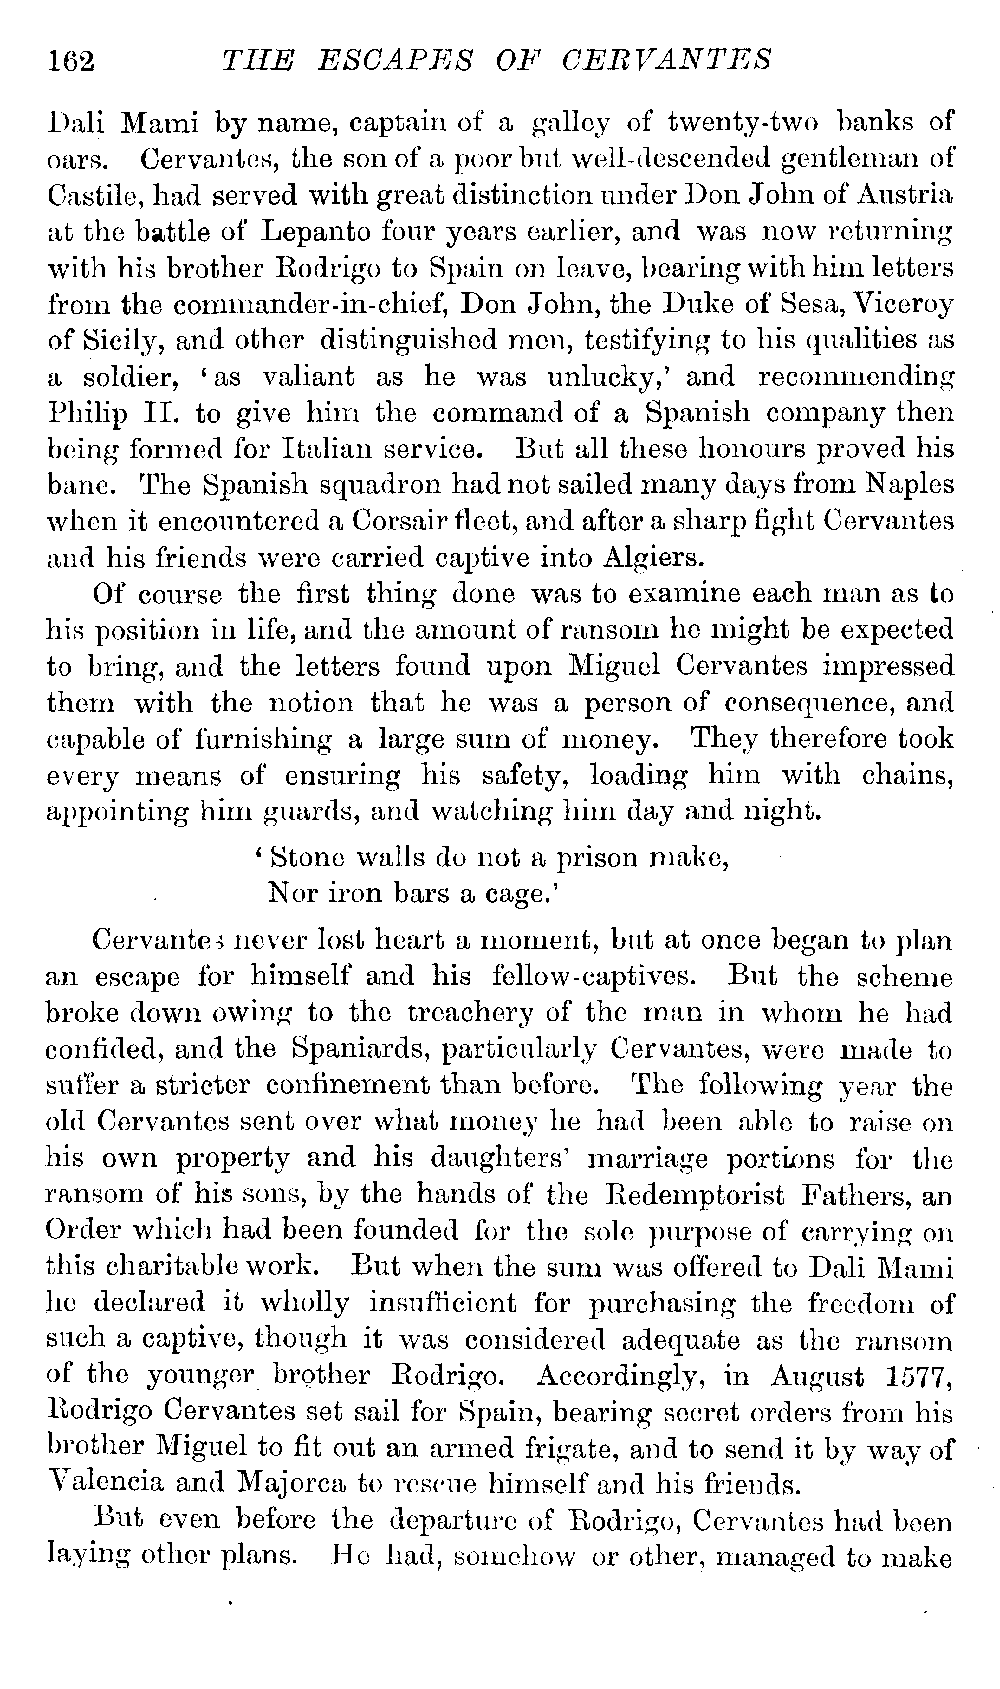 162 THE ESCAPES OF CERVANTES
Dali Mami by name, captain of a galley of twenty-two banks of
oars. Cervantes, the son of a poor but well-descended gentleman of
Castile, had served with great distinction under Don John of Austria
at the battle of Lepanto four years earlier, and was now returning
with his brother Rodrigo to Spain on leave, bearing with him letters
from the commander-in-chief, Don John, the Duke of Sesa, Viceroy
of Sicily, and other distinguished men, testifying to his qualities as
a soldier, ‘as valiant as he was unlucky,’ and recommending
Philip II. to give him the command of a Spanish company then
being formed for Italian service. But all these honours proved his
bane. The Spanish squadron had not sailed many days from Naples
when it encountered a Corsair fleet, and after a sharp fight Cervantes
and his friends were carried captive into Algiers.
Of course the first thing done was to examine each man as to
his position in life, and the amount of ransom he might be expected
to bring, and the letters found upon Miguel Cervantes impressed
them with the notion that he was a person of consequence, and
capable of furnishing a large sum of money. They therefore took
every means of ensuring his safety, loading him with chains,
appointing him guards, and watching him day and night.
‘Stone walls do not a prison make,
Nor iron bars a cage.’
Cervantes never lost heart a moment, but at once began to plan
an escape for himself and his fellow-captives. But the scheme
broke down owing to the treachery of the man in whom he had
confided, and the Spaniards, particularly Cervantes, were made to
suffer a stricter confinement than before. The following year the
old Cervantes sent over what money he had been able to raise on
his own property and his daughters’ marriage portions for the
ransom of his sons, by the hands of the Redemptorist Fathers, an
Order which had been founded for the sole purpose of carrying on
this charitable work. But when the sum was offered to Dali Mami
he declared it wholly insufficient for purchasing the freedom of
such a captive, though it was considered adequate as the ransom
of the younger brother Rodrigo. Accordingly, in August 1577,
Rodrigo Cervantes set sail for Spain, bearing secret orders from his
brother Miguel to fit out an armed frigate, and to send it by way of
Valencia and Majorca to rescue himself and his friends.
But even before the departure of Rodrigo, Cervantes had been
laying other plans. He had, somehow or other, managed to make